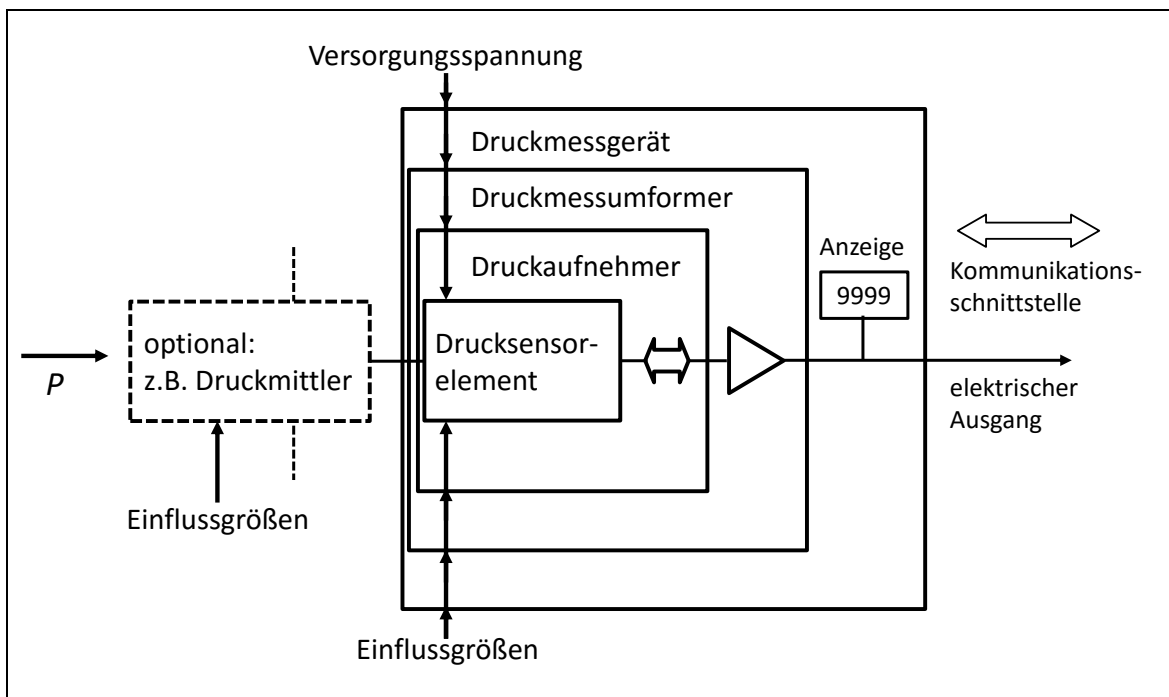 Versorgungsspannung
Druckmessgerät
Druckmessumformer
Druckaufnehmer
Drucksensor-
element
optional:
z.B. Druckmittler
P
Einflussgrößen
Anzeige
9999
Kommunikations-
schnittstelle
elektrischer
Ausgang
Einflussgrößen